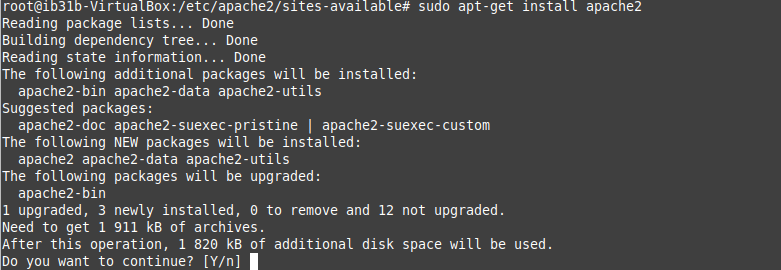 root@ib31b-VirtualBox:/etc/apache2/sites-available# sudo apt-get install apache2
Reading package lists... Done
Building dependency tree... Done
Reading state information... Done
The following additional packages will be installed:
  apache2-bin apache2-data apache2-utils
Suggested packages:
  apache2-doc apache2-suexec-pristine | apache2-suexec-custom
The following NEW packages will be installed:
  apache2 apache2-data apache2-utils
The following packages will be upgraded:
  apache2-bin
1 upgraded, 3 newly installed, 0 to remove and 12 not upgraded.
Need to get 1 911 kB of archives.
After this operation, 1 820 kB of additional disk space will be used.
Do you want to continue? [Y/n]